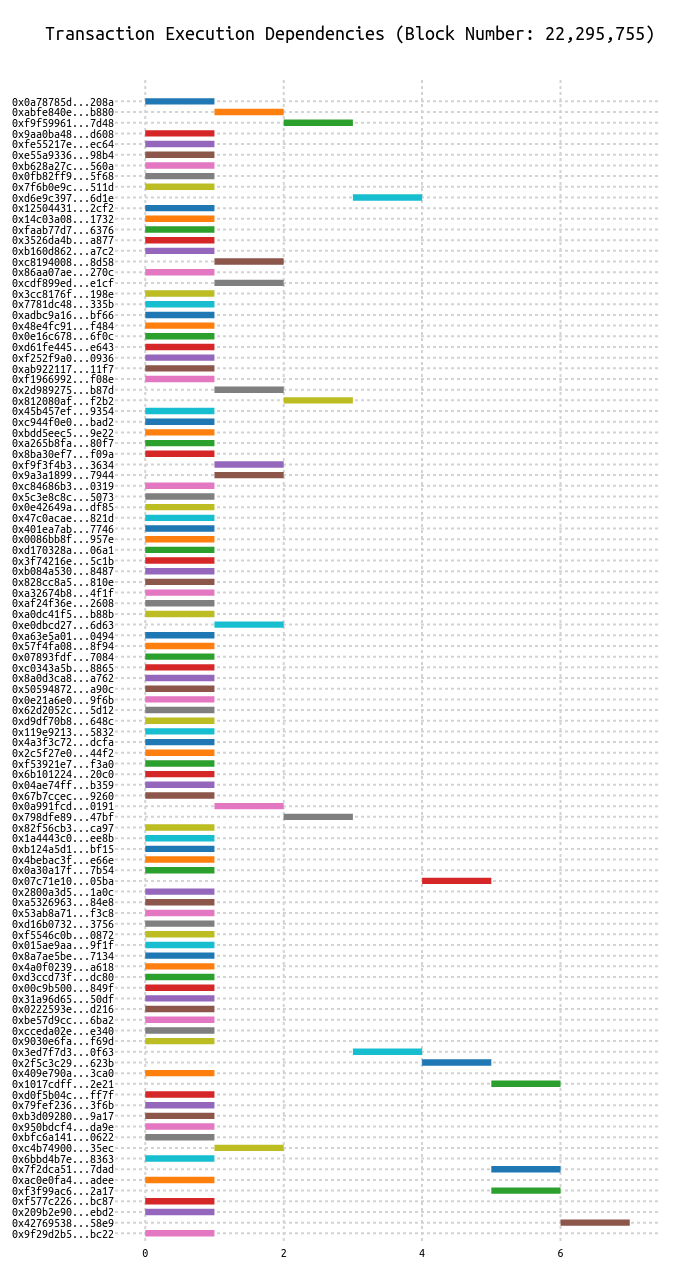 Transaction Execution Dependencies (Block Number: 22,295,755)
0x0a78785d...208a
0xabfe840e...b880
0xf9f59961...7d48
0x9aa0ba48...d608
0xfe55217e...ec64
0xe55a9336...98b4
0xb628a27c...560a
0x0fb82ff9...5f68
0x7f6b0e9c...511d
0xd6e9c397...6d1e
0x12504431...2cf2
0x14c03a08...1732
0xfaab77d7...6376
0x3526da4b...a877
0xb160d862...a7c2
0xc8194008...8d58
0x86aa07ae...270c
0xcdf899ed...e1cf
0x3cc8176f...198e
0x7781dc48...335b
0xadbc9a16...bf66
0x48e4fc91...f484
0x0e16c678...6f0c
0xd61fe445...e643
0xf252f9a0...0936
0xab922117...11f7
0xf1966992...f08e
0x2d989275...b87d
0x812080af...f2b2
0x45b457ef...9354
0xc944f0e0...bad2
0xbdd5eec5...9e22
0xa265b8fa...80f7
0x8ba30ef7...f09a
0xf9f3f4b3...3634
0x9a3a1899...7944
0xc84686b3...0319
0x5c3e8c8c...5073
0x0e42649a...df85
0x47c0acae...821d
0x401ea7ab...7746
0x0086bb8f...957e
0xd170328a...06a1
0x3f74216e...5c1b
0xb084a530...8487
0x828cc8a5...810e
0xa32674b8...4f1f
0xaf24f36e...2608
0xa0dc41f5...b88b
0xe0dbcd27...6d63
0xa63e5a01...0494
0x57f4fa08...8f94
0x07893fdf...7084
0xc0343a5b...8865
0x8a0d3ca8...a762
0x50594872...a90c
0x0e21a6e0...9f6b
0x62d2052c...5d12
0xd9df70b8...648c
0x119e9213...5832
0x4a3f3c72...dcfa
0x2c5f27e0...44f2
0xf53921e7...f3a0
0x6b101224...20c0
0x04ae74ff...b359
0x67b7ccec...9260
0x0a991fcd...0191
0x798dfe89...47bf
0x82f56cb3...ca97
0x1a4443c0...ee8b
0xb124a5d1...bf15
0x4bebac3f...e66e
0x0a30a17f...7b54
0x07c71e10...05ba
0x2800a3d5...1a0c
0xa5326963...84e8
0x53ab8a71...f3c8
0xd16b0732...3756
0xf5546c0b...0872
0x015ae9aa...9f1f
0x8a7ae5be...7134
0x4a0f0239...a618
0xd3ccd73f...dc80
0x00c9b500...849f
0x31a96d65...50df
0x0222593e...d216
0xbe57d9cc...6ba2
0xcceda02e...e340
0x9030e6fa...f69d
0x3ed7f7d3...0f63
0x2f5c3c29...623b
0x409e790a...3ca0
0x1017cdff...2e21
0xd0f5b04c...ff7f
0x79fef236...3f6b
0xb3d09280...9a17
0x950bdcf4...da9e
0xbfc6a141...0622
0xc4b74900...35ec
0x6bbd4b7e...8363
0x7f2dca51...7dad
0xac0e0fa4...adee
0xf3f99ac6...2a17
0xf577c226...bc87
0x209b2e90...ebd2
0x42769538...58e9
0x9f29d2b5...bc22
0 2 4 6